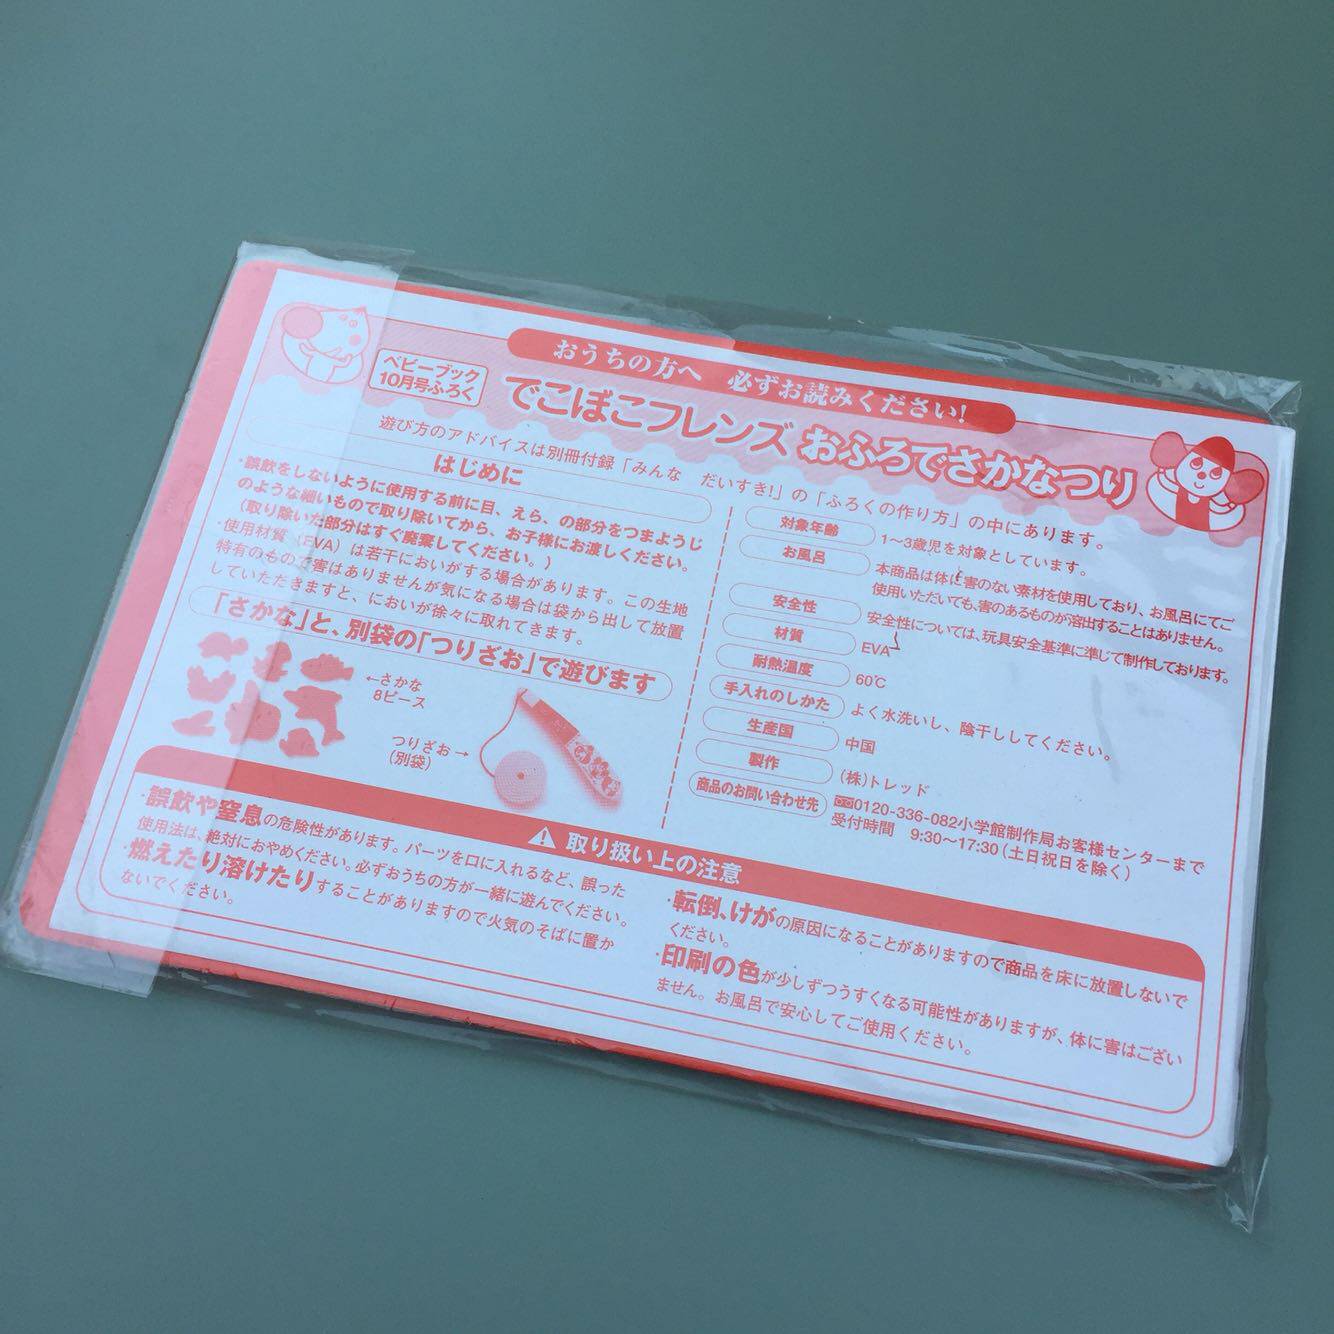 おうちの方へ 必ずお読みください!
ベビーブック
10月号ふろく
でこぼこフレンズ おふろでさかなつり
遊び方のアドバイスは別冊付録「みんな だいすき!」の「ふろくの作り方」の中にあります。
はじめに
・誤飲をしないように使用する前に目、えら、の部分をつまようじ
のような細いもので取り除いてから、お子様にお渡しください。
(取り除いた部分はすぐ廃棄してください。)
・使用材質（EVA）は若干においがする場合があります。この生地
特有のもので害はありませんが気になる場合は袋から出して放置
していただきますと、においが徐々に取れてきます。
「さかな」と、別袋の「つりざお」で遊びます
←さかな
8ピース
つりざお→
(別袋)
対象年齢
1〜3歳児を対象としています。
お風呂
本商品は体に害のない素材を使用しており、お風呂にてご
使用いただいても、害のあるものが溶出することはありません。
安全性
安全性については、玩具安全基準に準じて制作しております。
材質
EVA
耐熱温度
60℃
手入れのしかた
よく水洗いし、陰干ししてください。
生産国
中国
製作
(株)トレッド
商品のお問い合わせ先
0120-336-082小学館制作局お客様センターまで
受付時間 9:30〜17:30(土日祝日を除く)
取り扱い上の注意
・誤飲や窒息の危険性があります。パーツを口に入れるなど、誤った
使用法は、絶対におやめください。必ずおうちの方が一緒に遊んでください。
・燃えたり溶けたりすることがありますので火気のそばに置か
ないでください。
・転倒、けがの原因になることがありますので商品を床に放置しないで
ください。
・印刷の色が少しずつうすくなる可能性がありますが、体に害はござい
ません。お風呂で安心してご使用ください。